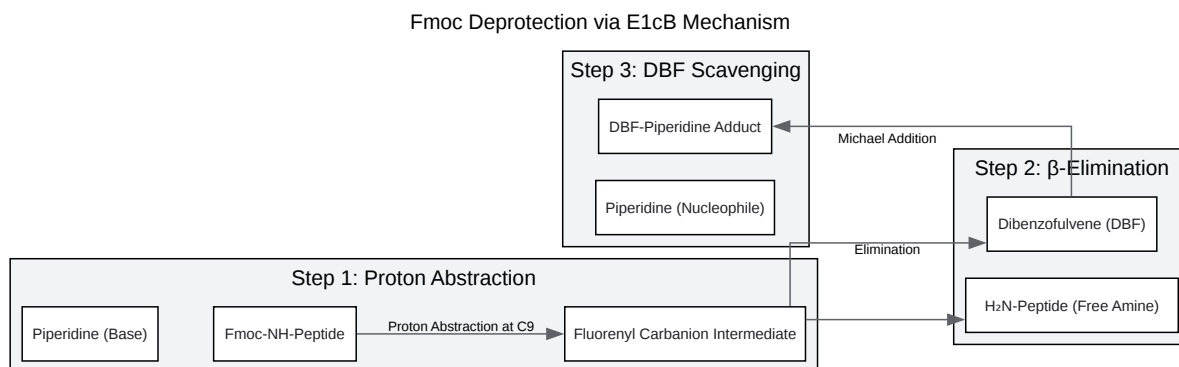 Fmoc Deprotection via E1cB Mechanism
Step 3: DBF Scavenging
DBF-Piperidine Adduct
Michael Addition
Piperidine (Nucleophile)
Step 2: β-Elimination
Dibenzofulvene (DBF)
Elimination
H₂N-Peptide (Free Amine)
Step 1: Proton Abstraction
Piperidine (Base)
Fmoc-NH-Peptide
Proton Abstraction at C9
Fluorenyl Carbanion Intermediate